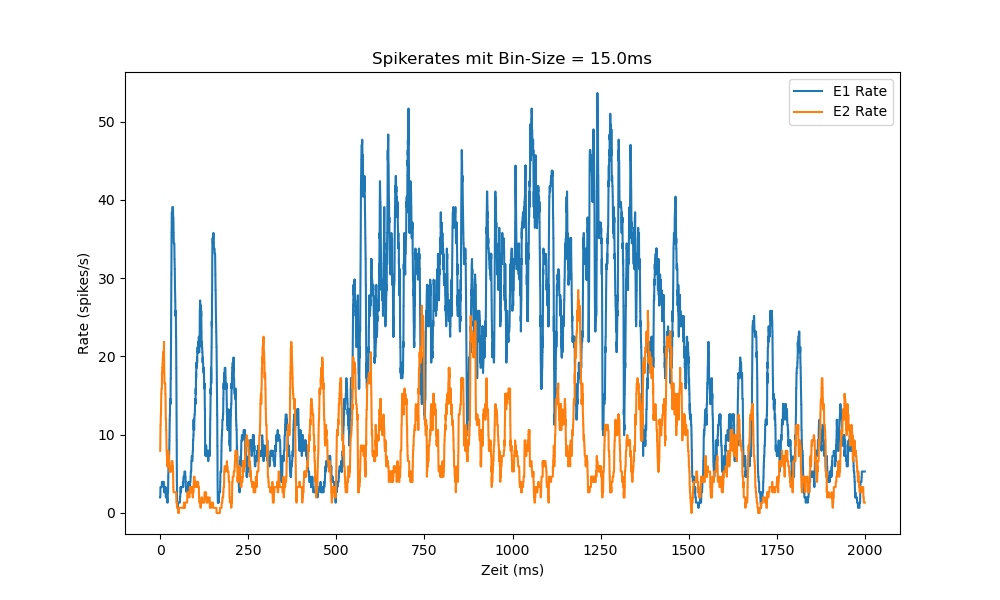 Spikerates mit Bin-Size = 15.0ms
E1 Rate
E2 Rate
Rate (spikes/s)
50
40
30
20
10
0
0 250 500 750 1000 1250 1500 1750 2000
Zeit (ms)